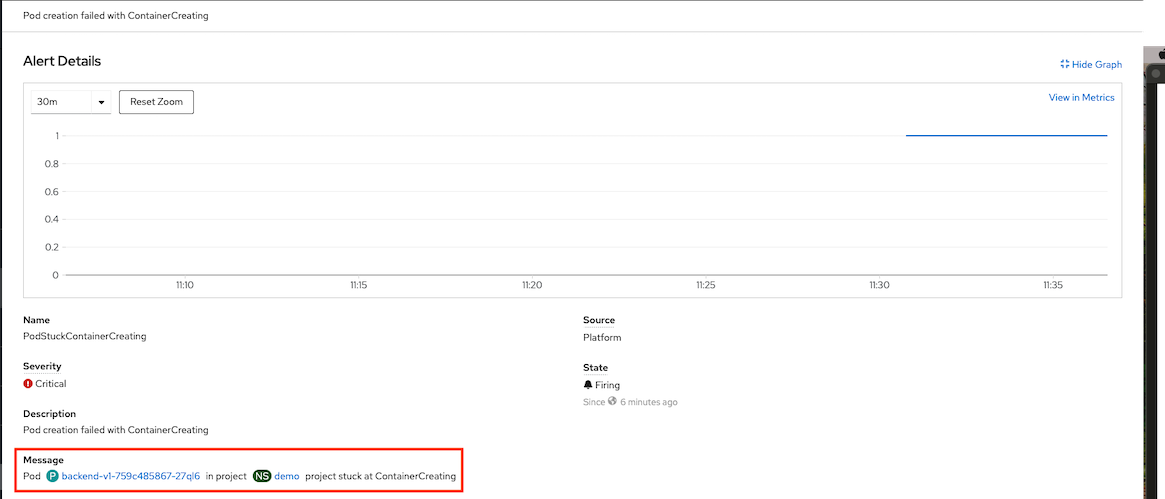 Pod creation failed with ContainerCreating
Alert Details
Hide Graph
30m
Reset Zoom
View in Metrics
1
0.8
0.6
0.4
0.2
0
11:10
11:15
11:20
11:25
11:30
11:35
Name
PodStuckContainerCreating
Source
Platform
Severity
Critical
State
Firing
Since 6 minutes ago
Description
Pod creation failed with ContainerCreating
Message
Pod P backend-v1-759c485867-27ql6 in project NS demo project stuck at ContainerCreating